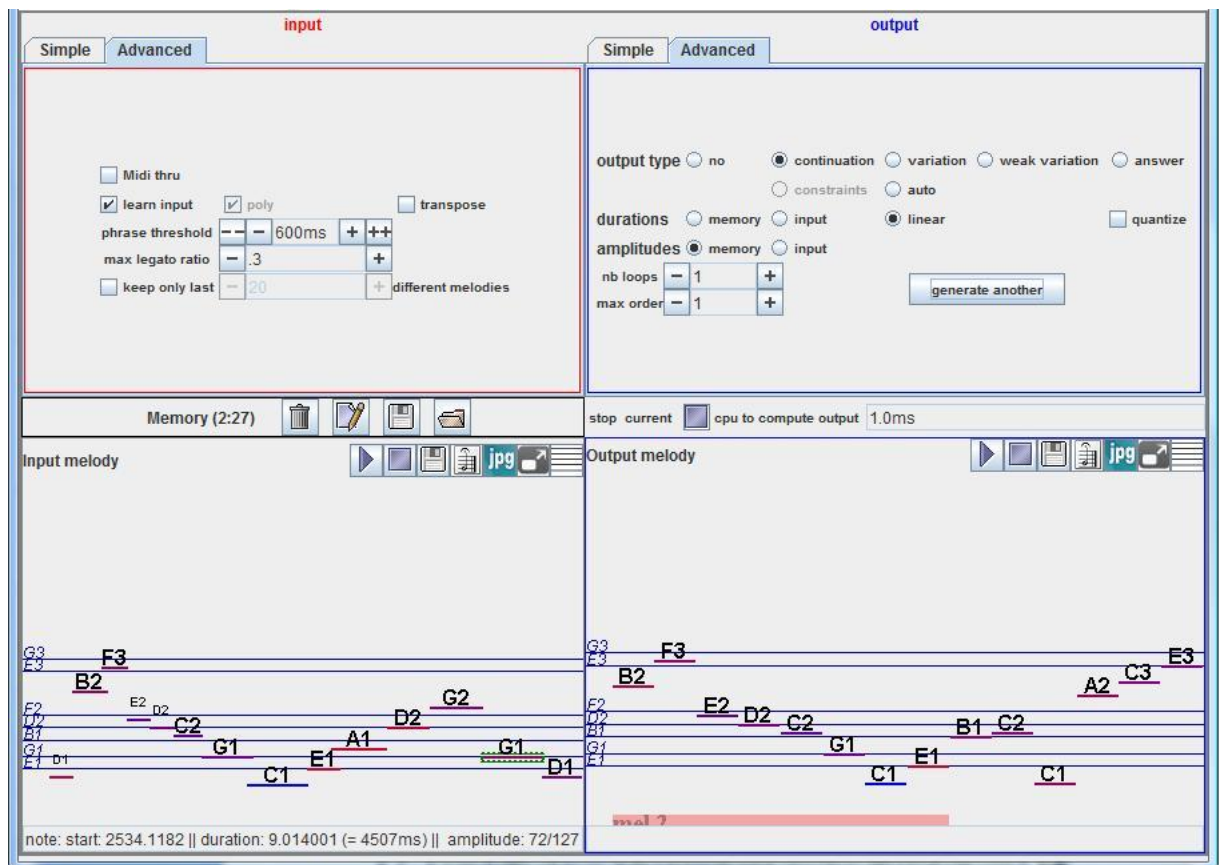 input
Simple Advanced
Midi thru
learn input poly transpose
phrase threshold -- - 600ms + ++
max legato ratio - .3 +
keep only last - 20 + different melodies
output
Simple Advanced
output type no continuation variation weak variation answer
constraints auto
durations memory input linear quantize
amplitudes memory input
nb loops - 1 +
max order - 1 +
generate another
Memory (2:27)
stop current cpu to compute output 1.0ms
Input melody jpg
G3
E3
F3
B2
E2 D2 C2 G2
F2
D2
B1
D2
G1
E1
D1 G1 C1 E1 A1 G1 D1
note: start: 2534.1182 || duration: 9.014001 (= 4507ms) || amplitude: 72/127
Output melody jpg
G3
E3
F3 E3
B2 A2 C3
F2
D2
B1
E2 D2 C2 B1 C2
G1
E1
G1 C1 E1 C1